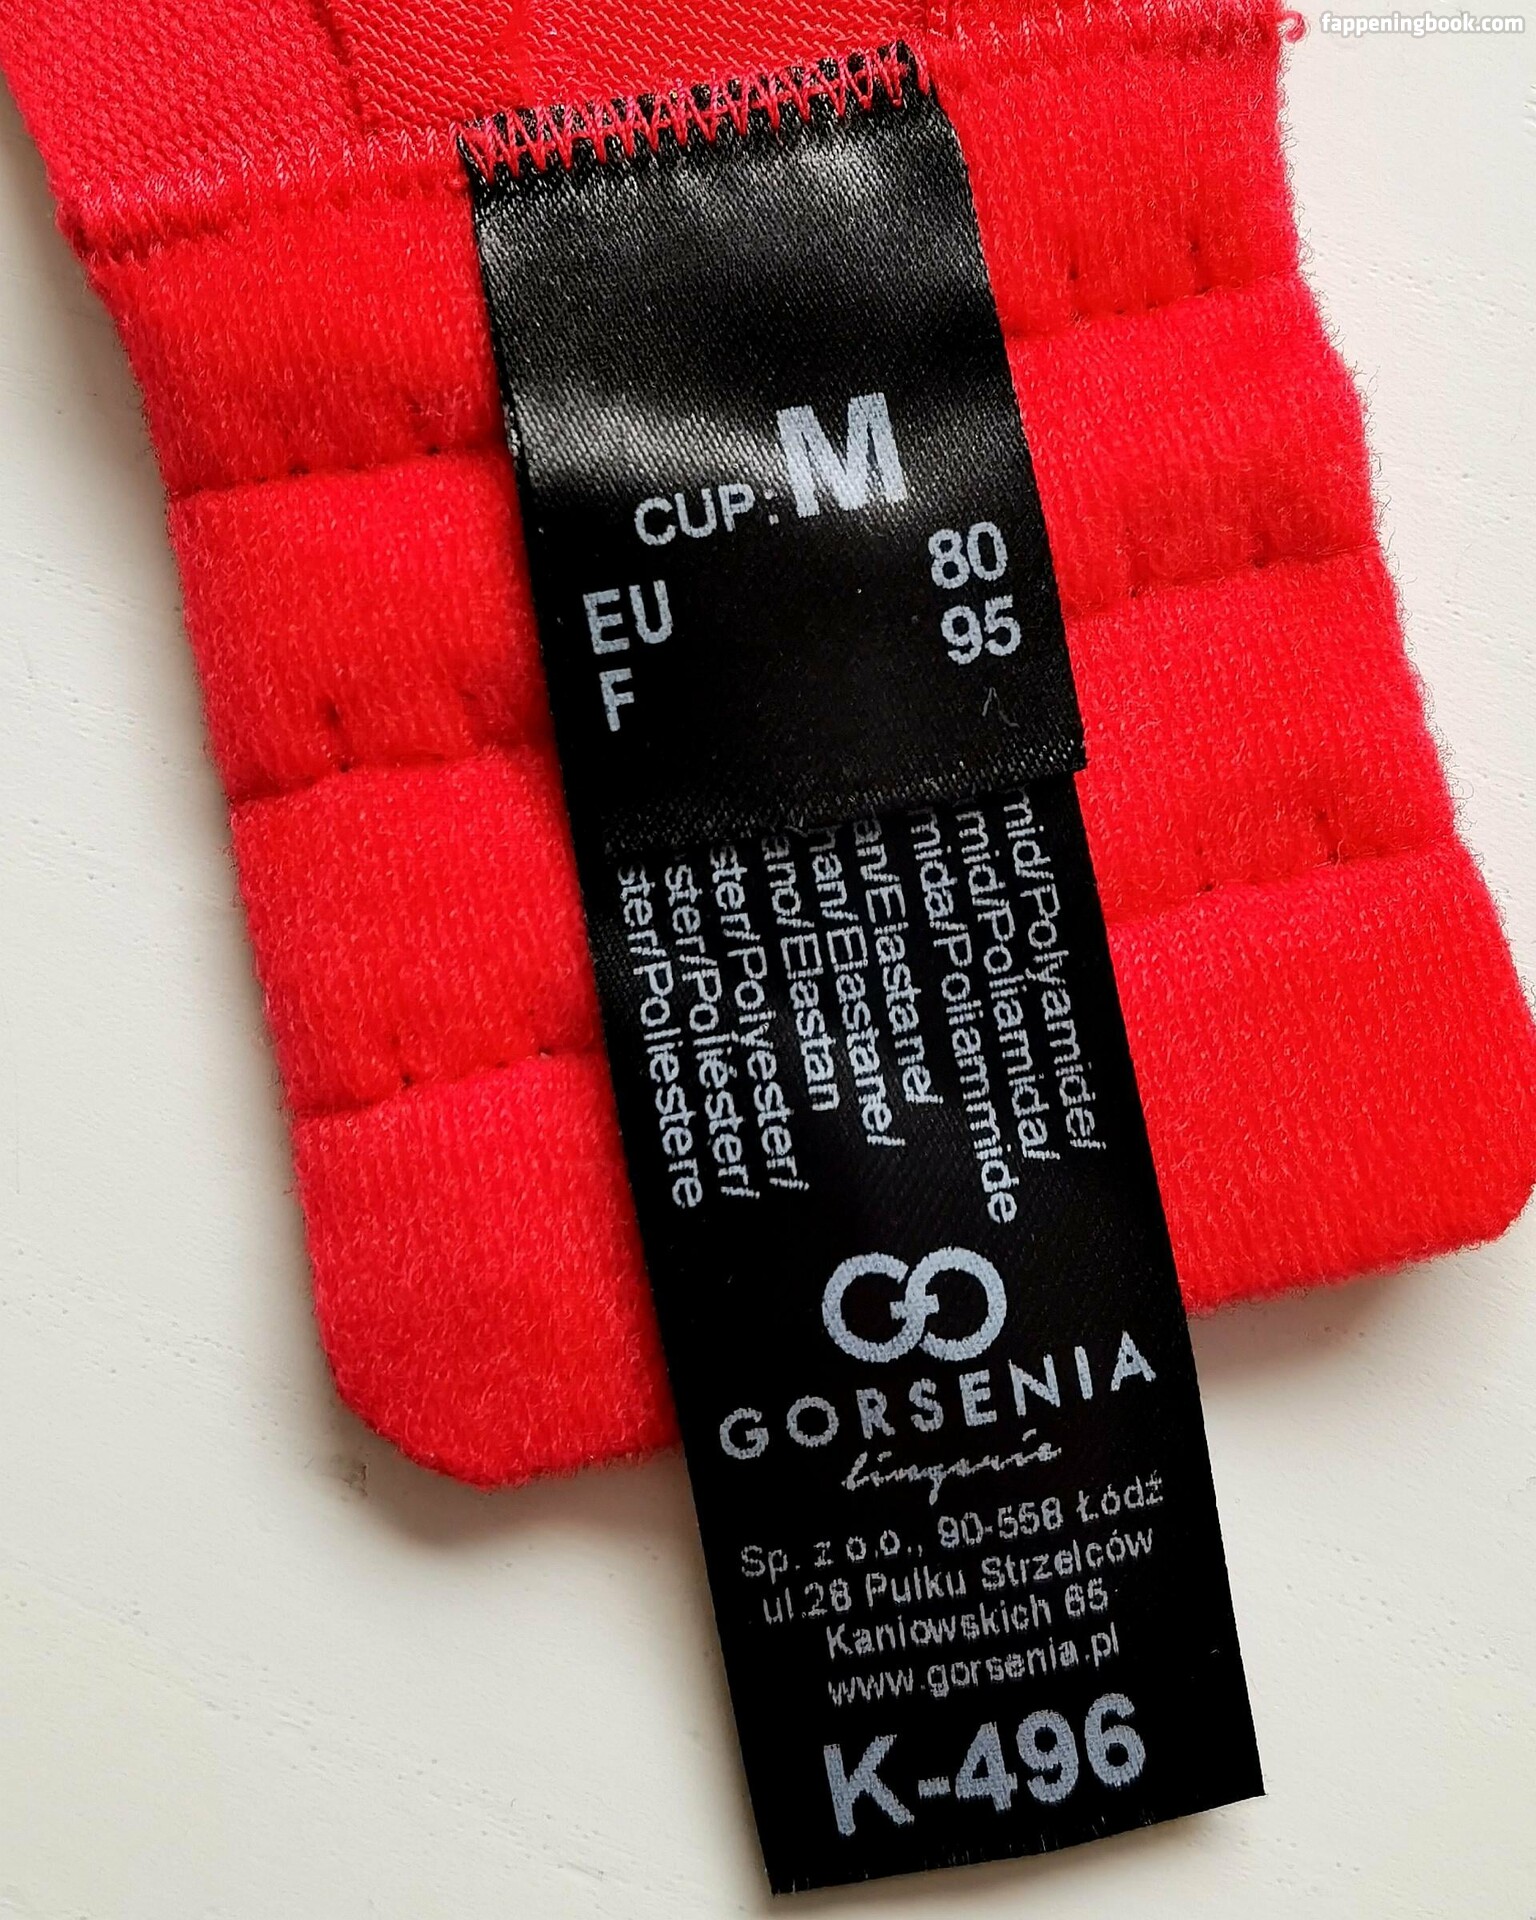 fappeningbook.com
CUP: M
EU 80
F 95
mid/Polyamide/
mid/Poliamida/
mida/Poliammide
an/Elastane/
han/Elastane/
ano/Elastan
ster/Polyester/
ster/Poliéster/
ster/Poliestere
GORSENIA
lingerie
Sp. z o.o., 90-558 Łódź
ul.28 Pułku Strzelców
Kaniowskich 65
www.gorsenia.pl
K-496